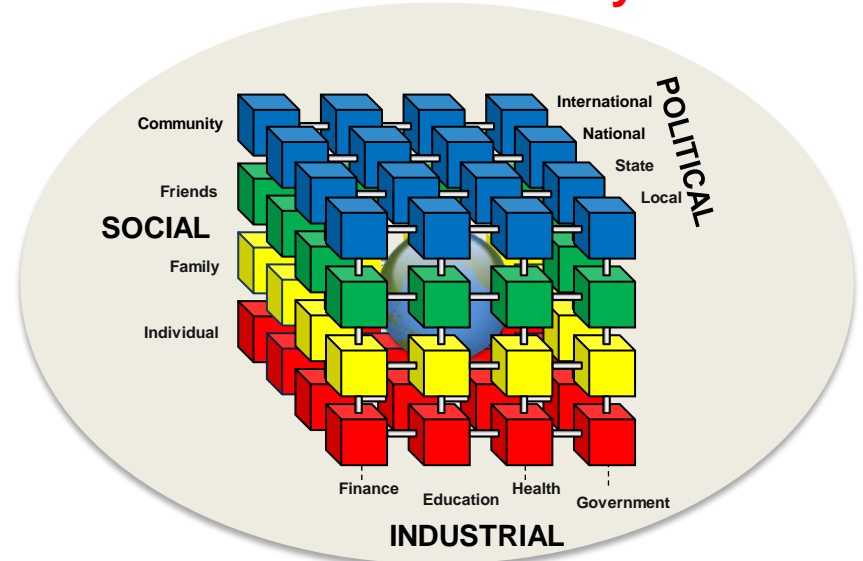 International
Community
National
POLITICAL
State
Friends
Local
SOCIAL
Family
Individual
Finance
Education
Health
Government
INDUSTRIAL